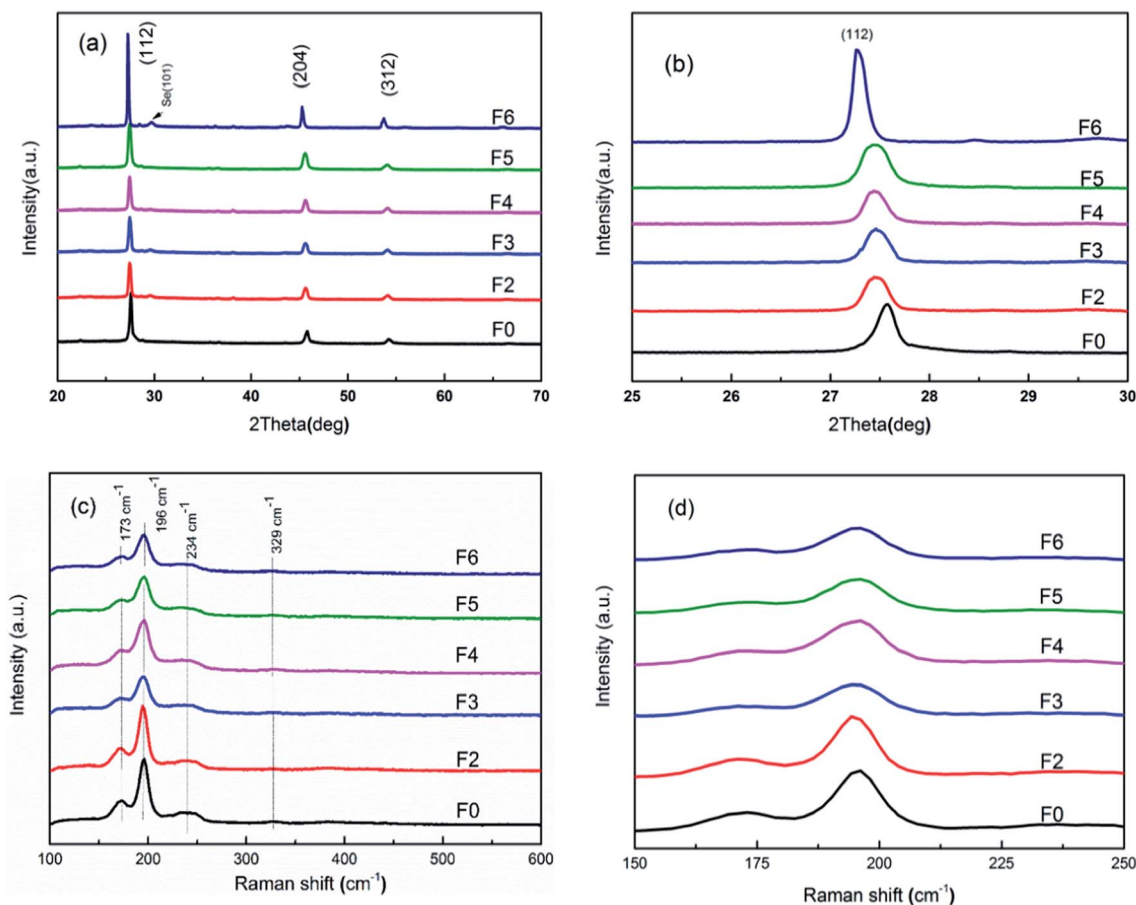 (a)
(112)
Se(101)
(204)
(312)
F6
F5
F4
F3
F2
F0
Intensity(a.u.)
20 30 40 50 60 70
2Theta(deg)
(b)
(112)
F6
F5
F4
F3
F2
F0
Intensity(a.u.)
25 26 27 28 29 30
2Theta(deg)
(c)
173 cm⁻¹
196 cm⁻¹
234 cm⁻¹
329 cm⁻¹
F6
F5
F4
F3
F2
F0
Intensity (a.u.)
100 200 300 400 500 600
Raman shift (cm⁻¹)
(d)
F6
F5
F4
F3
F2
F0
Intensity (a.u.)
150 175 200 225 250
Raman shift (cm⁻¹)